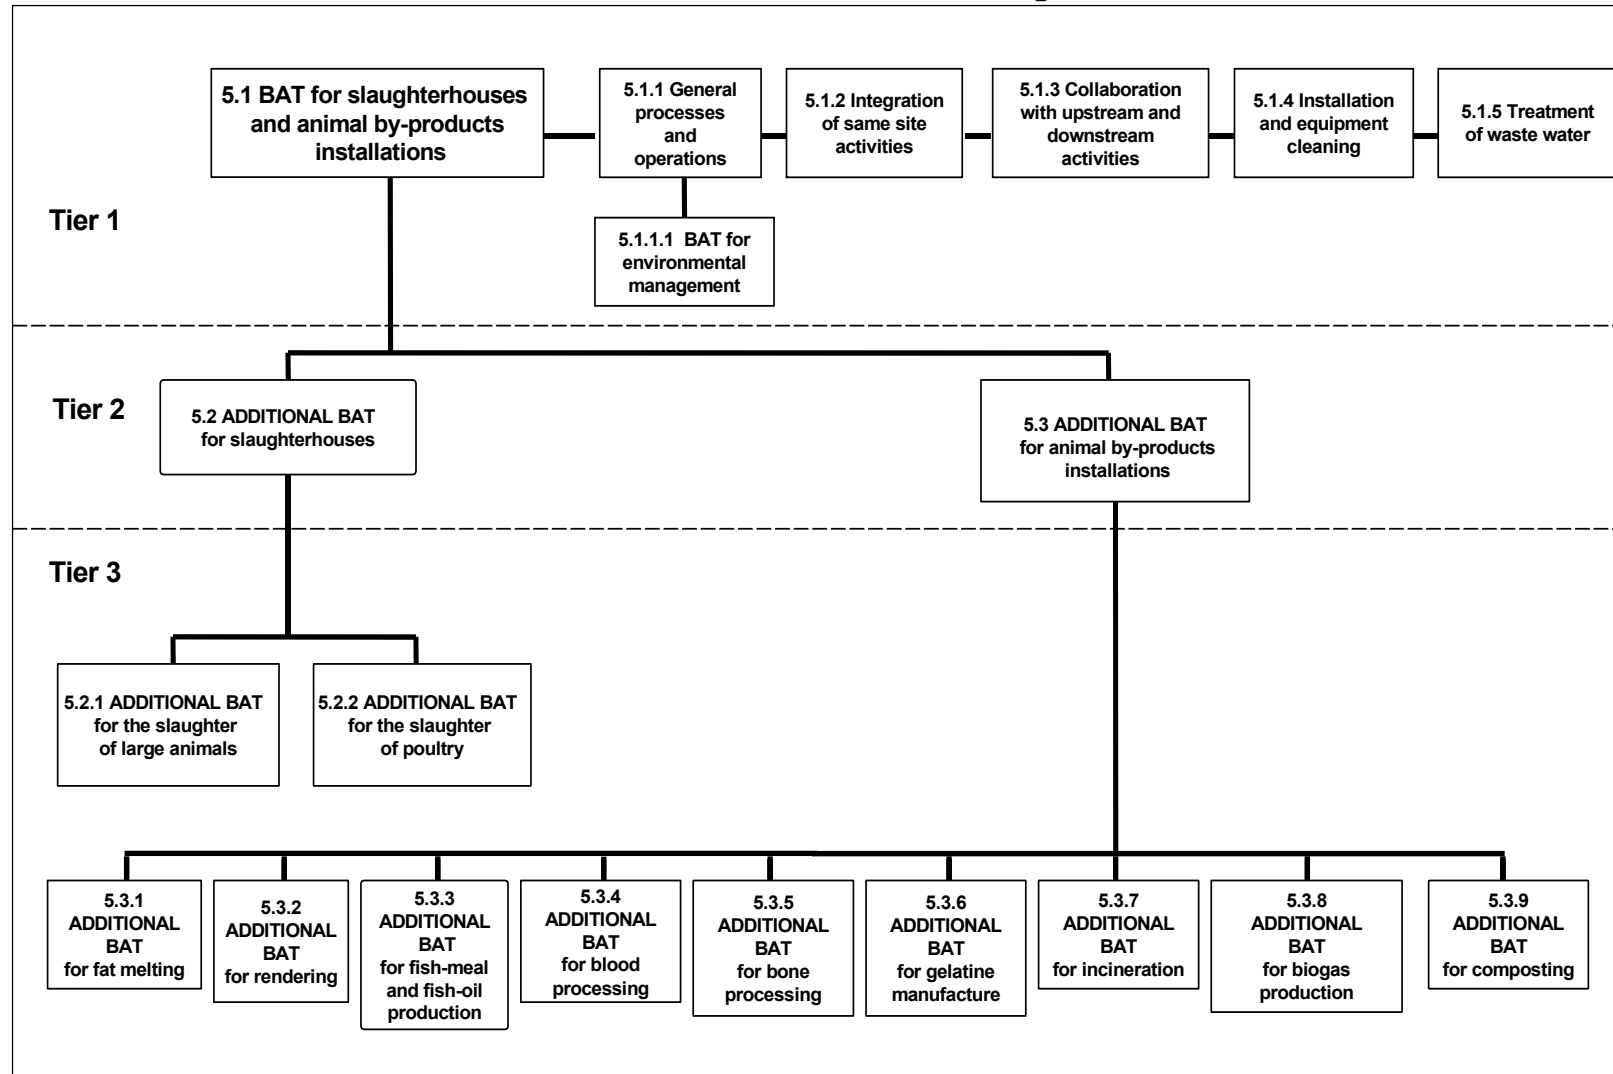 5.1 BAT for slaughterhouses
and animal by-products
installations
5.1.1 General
processes
and
operations
5.1.2 Integration
of same site
activities
5.1.3 Collaboration
with upstream and
downstream
activities
5.1.4 Installation
and equipment
cleaning
5.1.5 Treatment
of waste water
Tier 1
5.1.1.1 BAT for
environmental
management
Tier 2
5.2 ADDITIONAL BAT
for slaughterhouses
5.3 ADDITIONAL BAT
for animal by-products
installations
Tier 3
5.2.1 ADDITIONAL BAT
for the slaughter
of large animals
5.2.2 ADDITIONAL BAT
for the slaughter
of poultry
5.3.1
ADDITIONAL
BAT
for fat melting
5.3.2
ADDITIONAL
BAT
for rendering
5.3.3
ADDITIONAL
BAT
for fish-meal
and fish-oil
production
5.3.4
ADDITIONAL
BAT
for blood
processing
5.3.5
ADDITIONAL
BAT
for bone
processing
5.3.6
ADDITIONAL
BAT
for gelatine
manufacture
5.3.7
ADDITIONAL
BAT
for incineration
5.3.8
ADDITIONAL
BAT
for biogas
production
5.3.9
ADDITIONAL
BAT
for composting